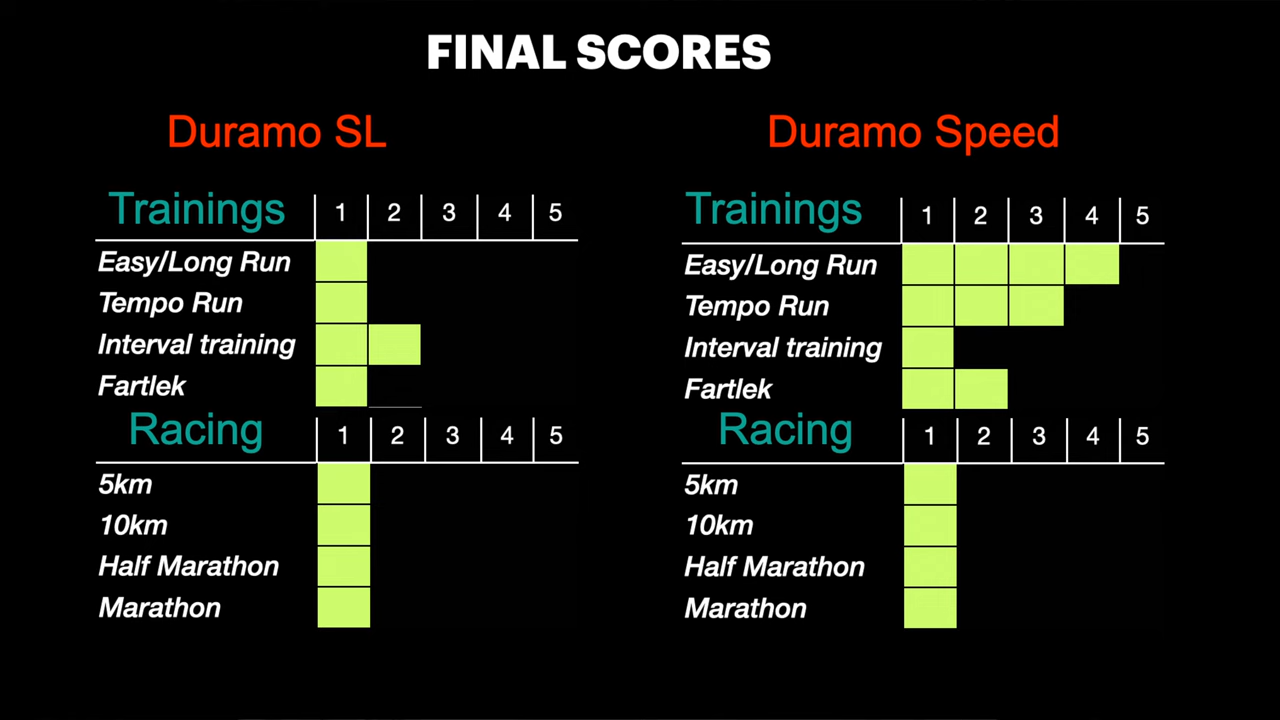 FINAL SCORES
Duramo SL
Trainings 1 2 3 4 5
Easy/Long Run
Tempo Run
Interval training
Fartlek
Racing 1 2 3 4 5
5km
10km
Half Marathon
Marathon
Duramo Speed
Trainings 1 2 3 4 5
Easy/Long Run
Tempo Run
Interval training
Fartlek
Racing 1 2 3 4 5
5km
10km
Half Marathon
Marathon